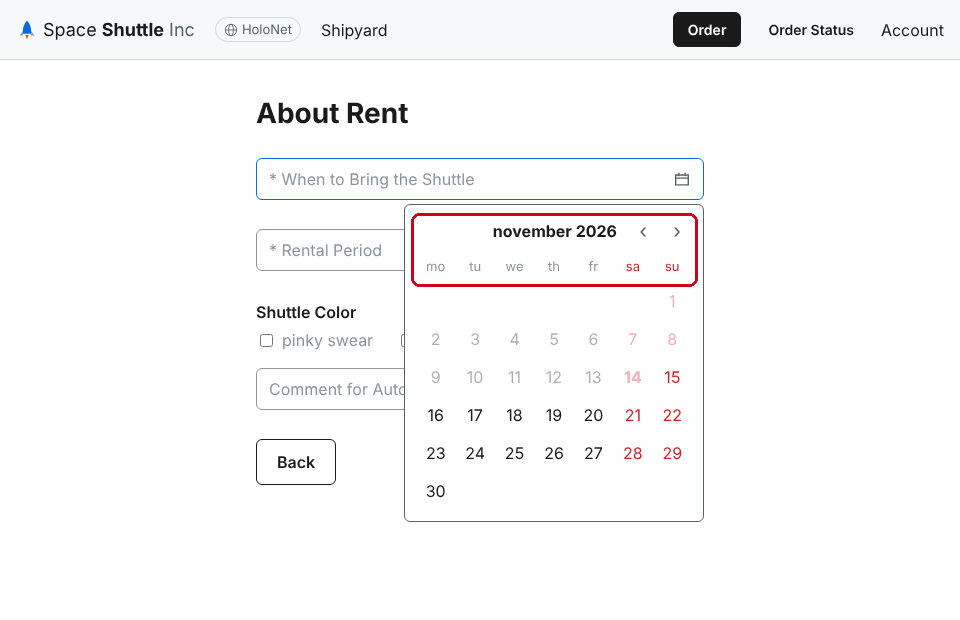 Space Shuttle Inc HoloNet Shipyard Order Order Status Account
About Rent
* When to Bring the Shuttle
november 2026
* Rental Period
mo tu we th fr sa su
1
Shuttle Color
2 3 4 5 6 7 8
pinky swear
9 10 11 12 13 14 15
Comment for Auto
16 17 18 19 20 21 22
23 24 25 26 27 28 29
Back
30